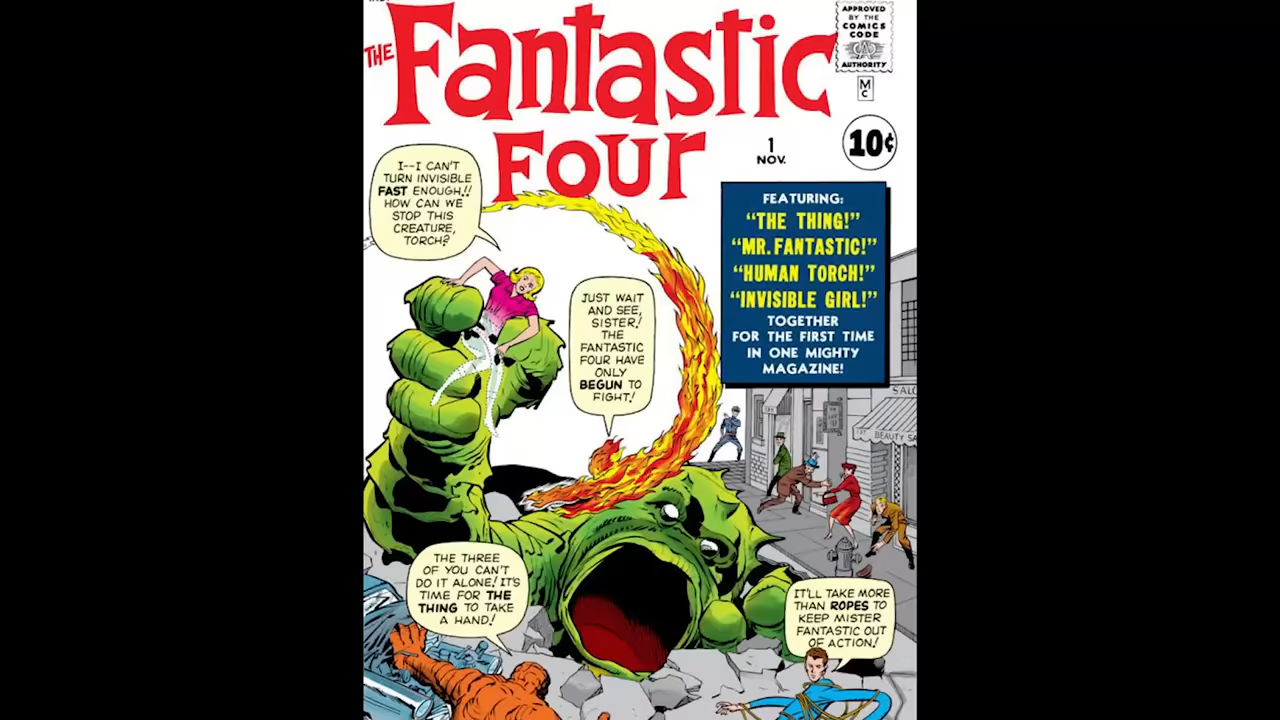 THE
Fantastic
Four
APPROVED
BY THE
COMICS
CODE
AUTHORITY
M
C
1
NOV.
10¢
I--I CAN'T
TURN INVISIBLE
FAST ENOUGH!!
HOW CAN WE
STOP THIS
CREATURE,
TORCH?
FEATURING:
"THE THING!"
"MR. FANTASTIC!"
"HUMAN TORCH!"
"INVISIBLE GIRL!"
TOGETHER
FOR THE FIRST TIME
IN ONE MIGHTY
MAGAZINE!
JUST WAIT
AND SEE,
SISTER!
THE
FANTASTIC
FOUR HAVE
ONLY
BEGUN TO
FIGHT!
BEAUTY SA
THE THREE
OF YOU CAN'T
DO IT ALONE! IT'S
TIME FOR THE
THING TO TAKE
A HAND!
IT'LL TAKE MORE
THAN ROPES TO
KEEP MISTER
FANTASTIC OUT
OF ACTION!